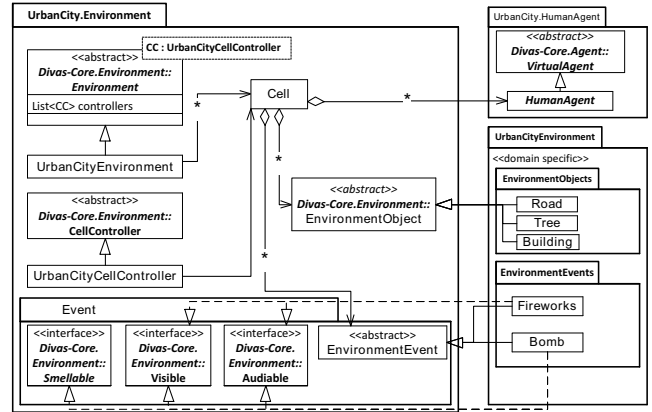 UrbanCity.Environment
<<abstract>>
Divas-Core.Environment::
Environment
List<CC> controllers
CC : UrbanCityCellController
UrbanCityEnvironment
*
Cell
*
*
*
<<abstract>>
Divas-Core.Environment::
CellController
UrbanCityCellController
<<abstract>>
Divas-Core.Environment::
EnvironmentObject
Event
<<interface>>
Divas-Core.
Environment::
Smellable
<<interface>>
Divas-Core.
Environment::
Visible
<<interface>>
Divas-Core.
Environment::
Audiable
<<abstract>>
EnvironmentEvent
UrbanCity.HumanAgent
<<abstract>>
Divas-Core.Agent::
VirtualAgent
HumanAgent
UrbanCityEnvironment
<<domain specific>>
EnvironmentObjects
Road
Tree
Building
EnvironmentEvents
Fireworks
Bomb